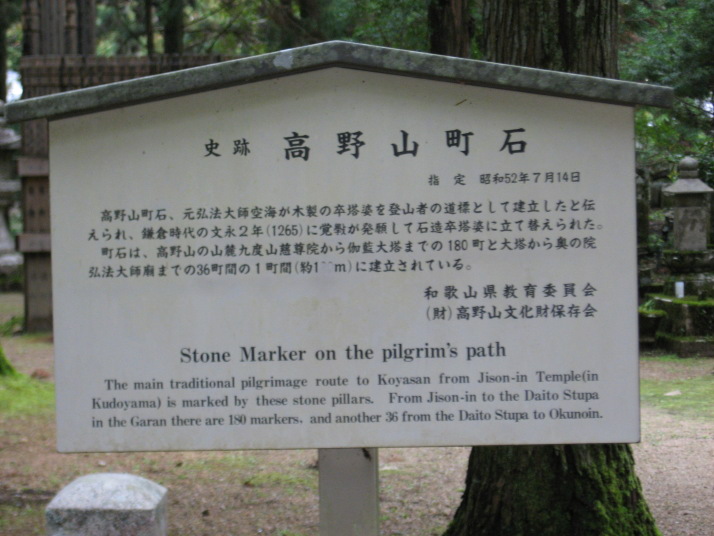 史跡 高野山町石
指定 昭和52年7月14日
高野山町石、元弘法大師空海が木製の卒塔婆を登山者の道標として建立したと伝
えられ、鎌倉時代の文永2年(1265)に覚斅が発願して石造卒塔婆に立て替えられた。
町石は、高野山の山麓九度山慈尊院から伽藍大塔までの180町と大塔から奥の院
弘法大師廟までの36町間の1町間(約1 m)に建立されている。
和歌山県教育委員会
(財)高野山文化財保存会
Stone Marker on the pilgrim's path
The main traditional pilgrimage route to Koyasan from Jison-in Temple(in
Kudoyama) is marked by these stone pillars. From Jison-in to the Daito Stupa
in the Garan there are 180 markers, and another 36 from the Daito Stupa to Okunoin.